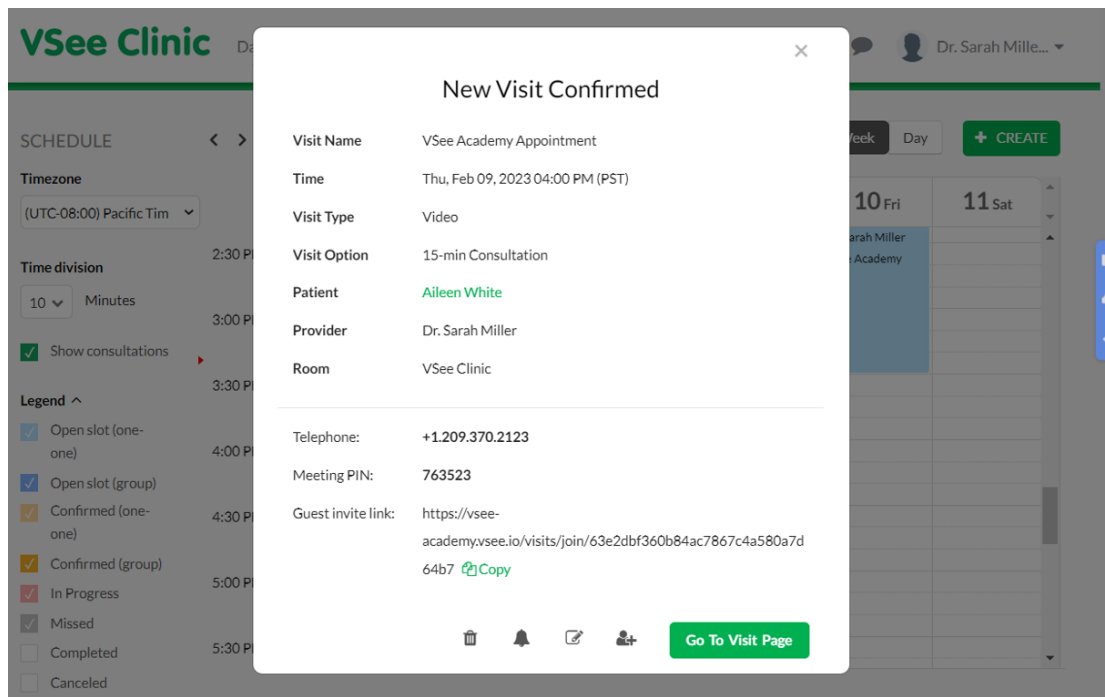 VSee Clinic
Da
Dr. Sarah Mille...
SCHEDULE
Timezone
(UTC-08:00) Pacific Tim
Time division
10
Minutes
Show consultations
Legend
Open slot (one-
one)
Open slot (group)
Confirmed (one-
one)
Confirmed (group)
In Progress
Missed
Completed
Canceled
2:30 P
3:00 P
3:30 P
4:00 P
4:30 P
5:00 P
5:30 P
New Visit Confirmed
Visit Name VSee Academy Appointment
Time Thu, Feb 09, 2023 04:00 PM (PST)
Visit Type Video
Visit Option 15-min Consultation
Patient Aileen White
Provider Dr. Sarah Miller
Room VSee Clinic
Telephone: +1.209.370.2123
Meeting PIN: 763523
Guest invite link: https://vsee-
academy.vsee.io/visits/join/63e2dbf360b84ac7867c4a580a7d
64b7 Copy
Go To Visit Page
eek Day + CREATE
10 Fri 11 Sat
arah Miller
Academy